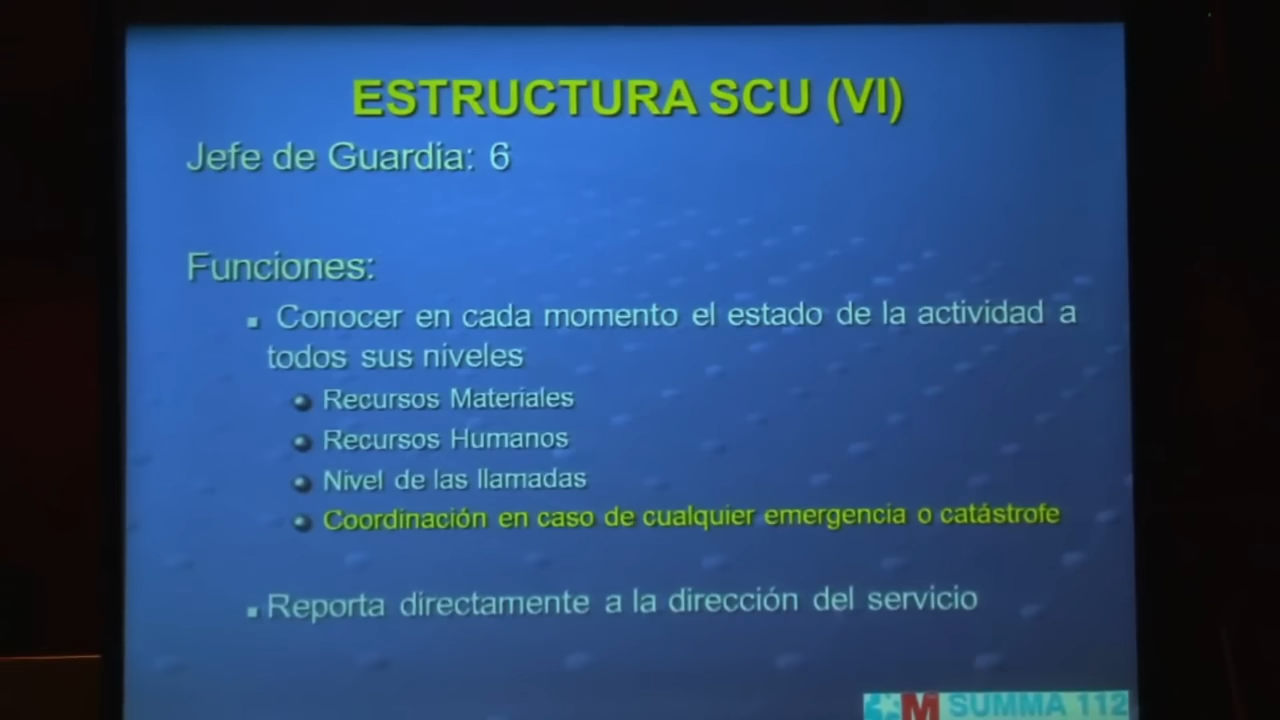 ESTRUCTURA SCU (VI)
Jefe de Guardia: 6
Funciones:
Conocer en cada momento el estado de la actividad a
todos sus niveles
Recursos Materiales
Recursos Humanos
Nivel de las llamadas
Coordinación en caso de cualquier emergencia o catástrofe
Reporta directamente a la dirección del servicio
M SUMMA 112